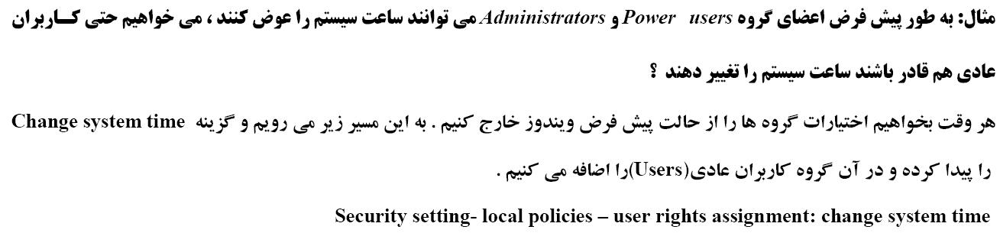 مثال: به طور پیش فرض اعضای گروه Power users و Administrators می توانند ساعت سیستم را عوض کنند ، می خواهیم حتی کـاربران
عادی هم قادر باشند ساعت سیستم را تغییر دهند ؟
هر وقت بخواهیم اختیارات گروه ها را از حالت پیش فرض ویندوز خارج کنیم . به این مسیر زیر می رویم و گزینه Change system time
را پیدا کرده و در آن گروه کاربران عادی(Users)را اضافه می کنیم .
Security setting- local policies – user rights assignment: change system time